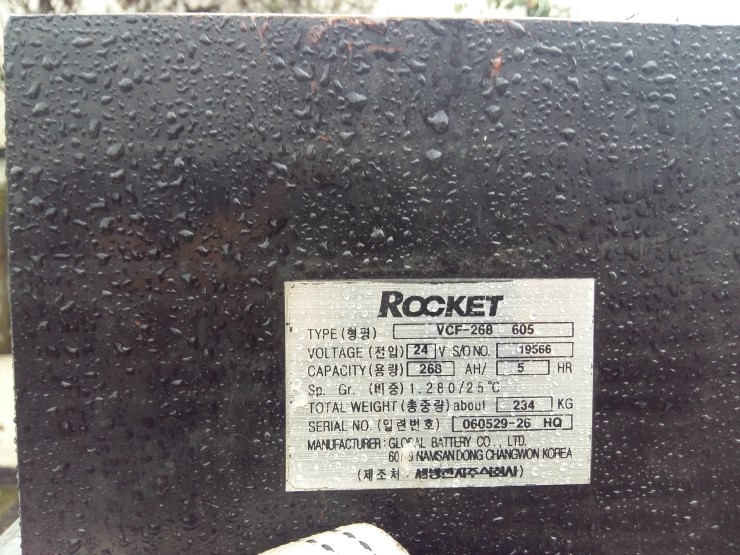 ROCKET
TYPE (형명) VCF-268 605
VOLTAGE (전압) 24 V S/O NO. 19566
CAPACITY (용량) 268 AH/ 5 HR
Sp. Gr. (비중) 1.280/25℃
TOTAL WEIGHT (총중량) about 234 KG
SERIAL NO. (일련번호) 060529-26 HQ
MANUFACTURER: GLOBAL BATTERY CO., LTD.
NAMSAN DONG CHANGWON KOREA
(제조처